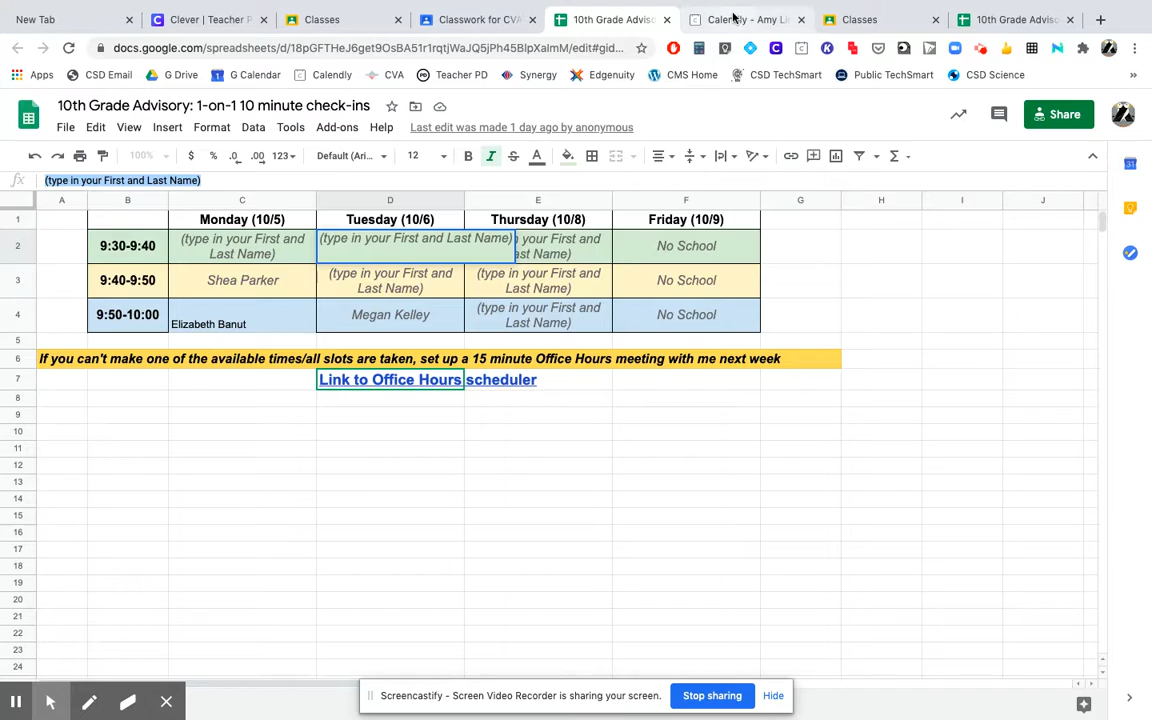 New Tab
Clever | Teacher P
Classes
Classwork for CVA
10th Grade Adviso
Calendly - Amy Li
Classes
10th Grade Adviso
docs.google.com/spreadsheets/d/18pGFTHeJ6get9OsBA51r1rqtjWaJQ5jPh45BlpXaImM/edit#gid...
Apps
CSD Email
G Drive
G Calendar
Calendly
CVA
Teacher PD
Synergy
Edgenuity
CMS Home
CSD TechSmart
Public TechSmart
CSD Science
10th Grade Advisory: 1-on-1 10 minute check-ins
Share
File Edit View Insert Format Data Tools Add-ons Help
Last edit was made 1 day ago by anonymous
100% $ % .0 .00 123 Default (Ari... 12 B I S A
fx (type in your First and Last Name)
A B C D E F G H I J
1 Monday (10/5) Tuesday (10/6) Thursday (10/8) Friday (10/9)
2 9:30-9:40 (type in your First and Last Name) (type in your First and Last Name) your First and ast Name) No School
3 9:40-9:50 Shea Parker (type in your First and Last Name) (type in your First and Last Name) No School
4 9:50-10:00 Elizabeth Banut Megan Kelley (type in your First and Last Name) No School
5
6 If you can't make one of the available times/all slots are taken, set up a 15 minute Office Hours meeting with me next week
7 Link to Office Hours scheduler
8
9
10
11
12
13
14
15
16
17
18
19
20
21
22
23
24
Screencastify - Screen Video Recorder is sharing your screen.
Stop sharing
Hide